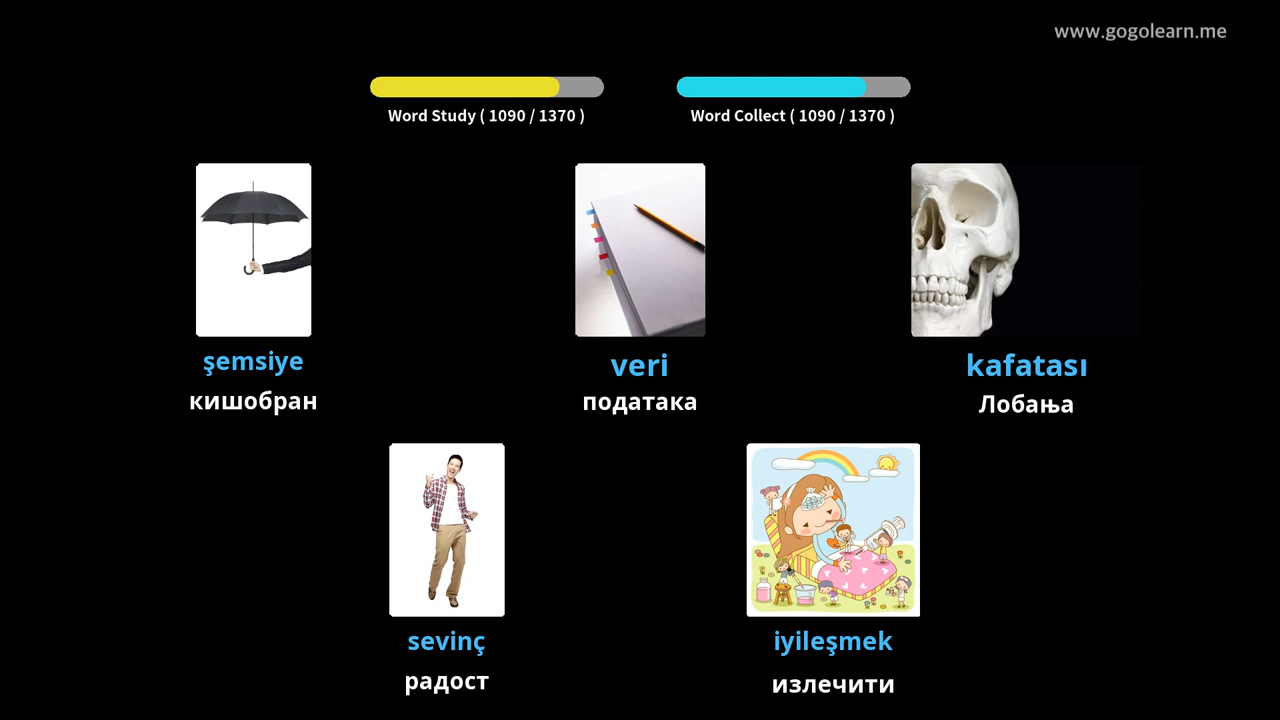 www.gogolearn.me
Word Study ( 1090 / 1370 )
Word Collect ( 1090 / 1370 )
şemsiye
кишобран
veri
података
kafatası
Лобања
sevinç
радост
iyileşmek
излечити